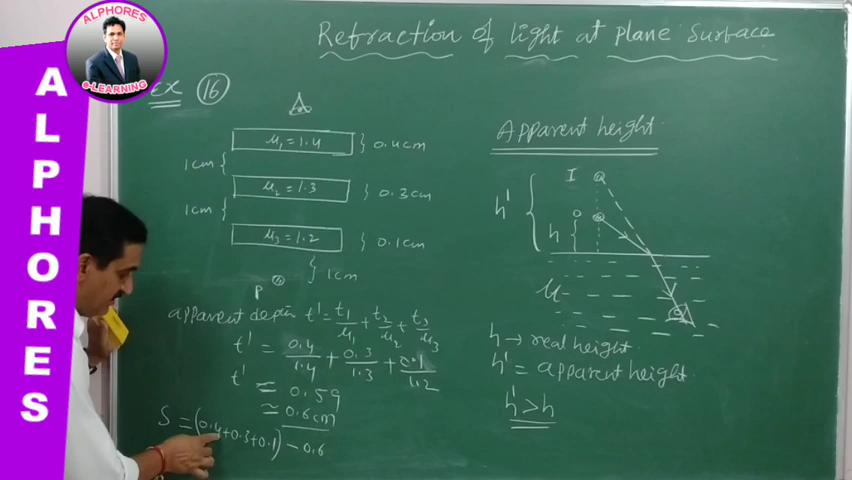 ALPHORES
e-LEARNING
ALPHORES
Refraction of light at plane surface
Ex 16
μ₁ = 1.4 } 0.4cm
1cm {
μ₂ = 1.3 } 0.3cm
1cm {
μ₃ = 1.2 } 0.1cm
P } 1cm
apparent depth t' = t₁/μ₁ + t₂/μ₂ + t₃/μ₃
t' = 0.4/1.4 + 0.3/1.3 + 0.1/1.2
t' = 0.59
≃ 0.6cm
S = (0.4+0.3+0.1) - 0.6
Apparent height
I
h'
O
h
μ
h → real height
h' = apparent height
h' > h